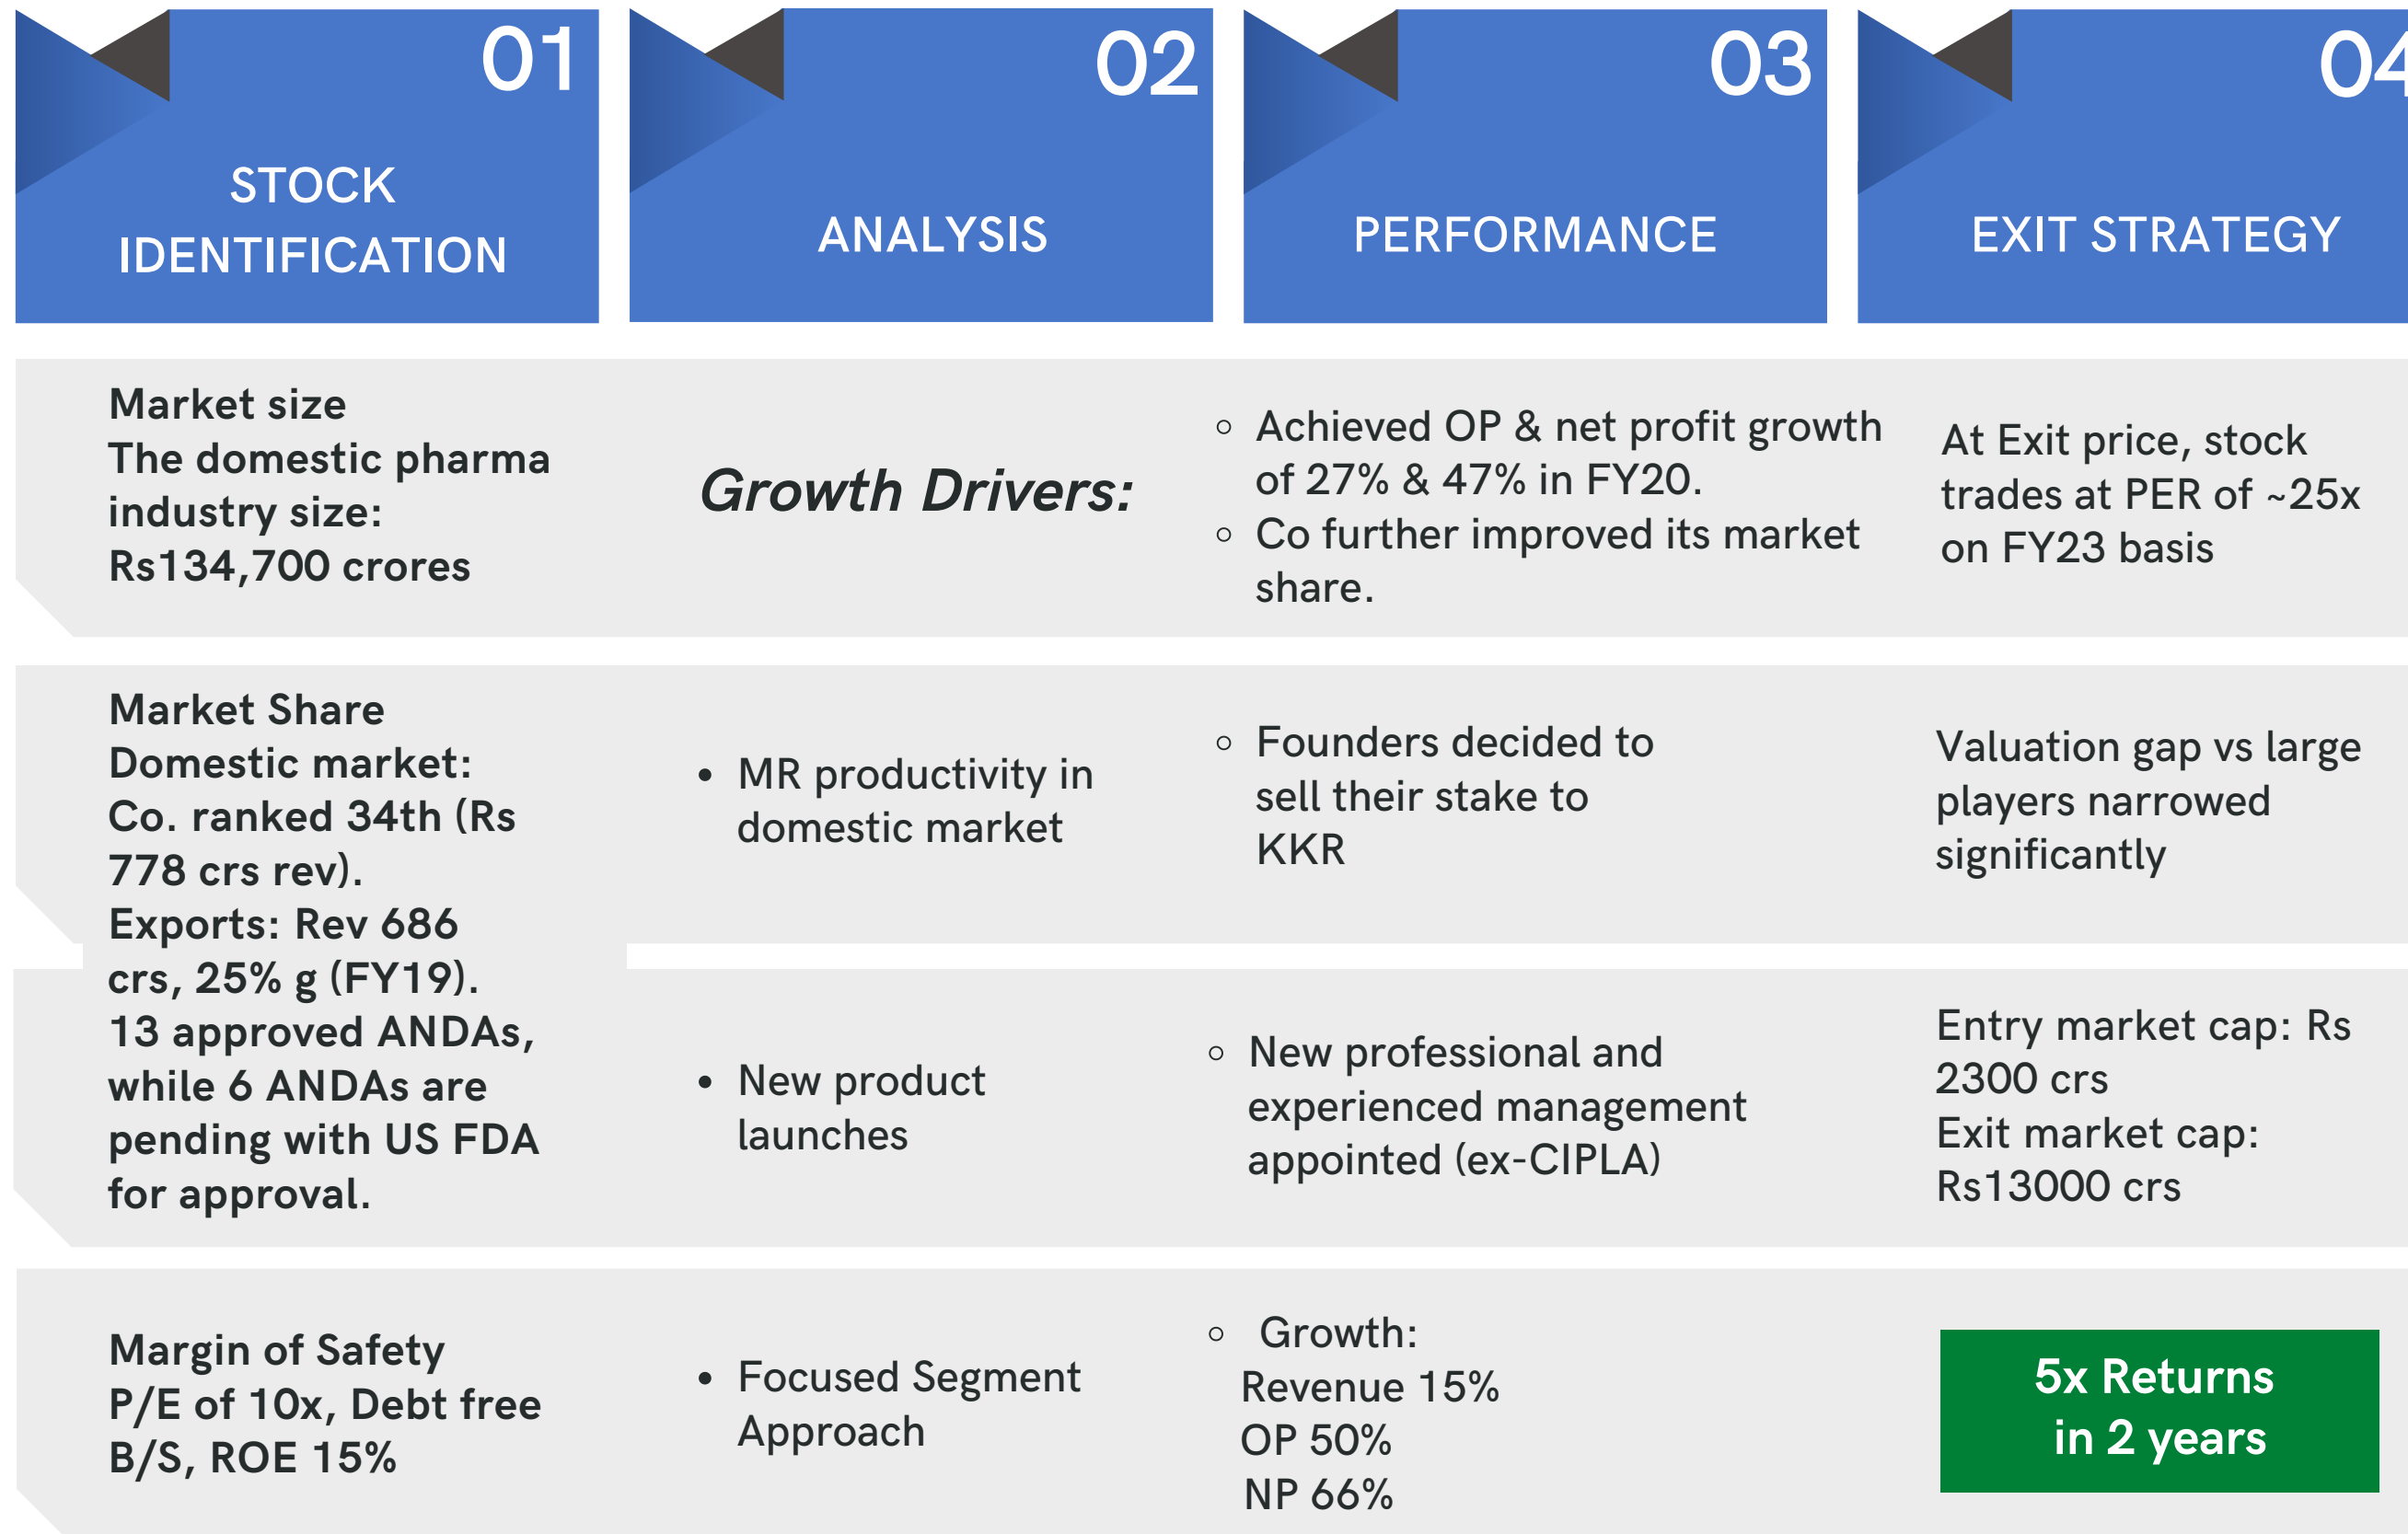 01
STOCK
IDENTIFICATION
02
ANALYSIS
03
PERFORMANCE
04
EXIT STRATEGY
Market size
The domestic pharma
industry size:
Rs134,700 crores
Growth Drivers:
◦ Achieved OP & net profit growth
of 27% & 47% in FY20.
◦ Co further improved its market
share.
At Exit price, stock
trades at PER of ~25x
on FY23 basis
Market Share
Domestic market:
Co. ranked 34th (Rs
778 crs rev).
Exports: Rev 686
crs, 25% g (FY19).
13 approved ANDAs,
while 6 ANDAs are
pending with US FDA
for approval.
• MR productivity in
domestic market
◦ Founders decided to
sell their stake to
KKR
Valuation gap vs large
players narrowed
significantly
• New product
launches
◦ New professional and
experienced management
appointed (ex-CIPLA)
Entry market cap: Rs
2300 crs
Exit market cap:
Rs13000 crs
Margin of Safety
P/E of 10x, Debt free
B/S, ROE 15%
• Focused Segment
Approach
◦ Growth:
Revenue 15%
OP 50%
NP 66%
5x Returns
in 2 years